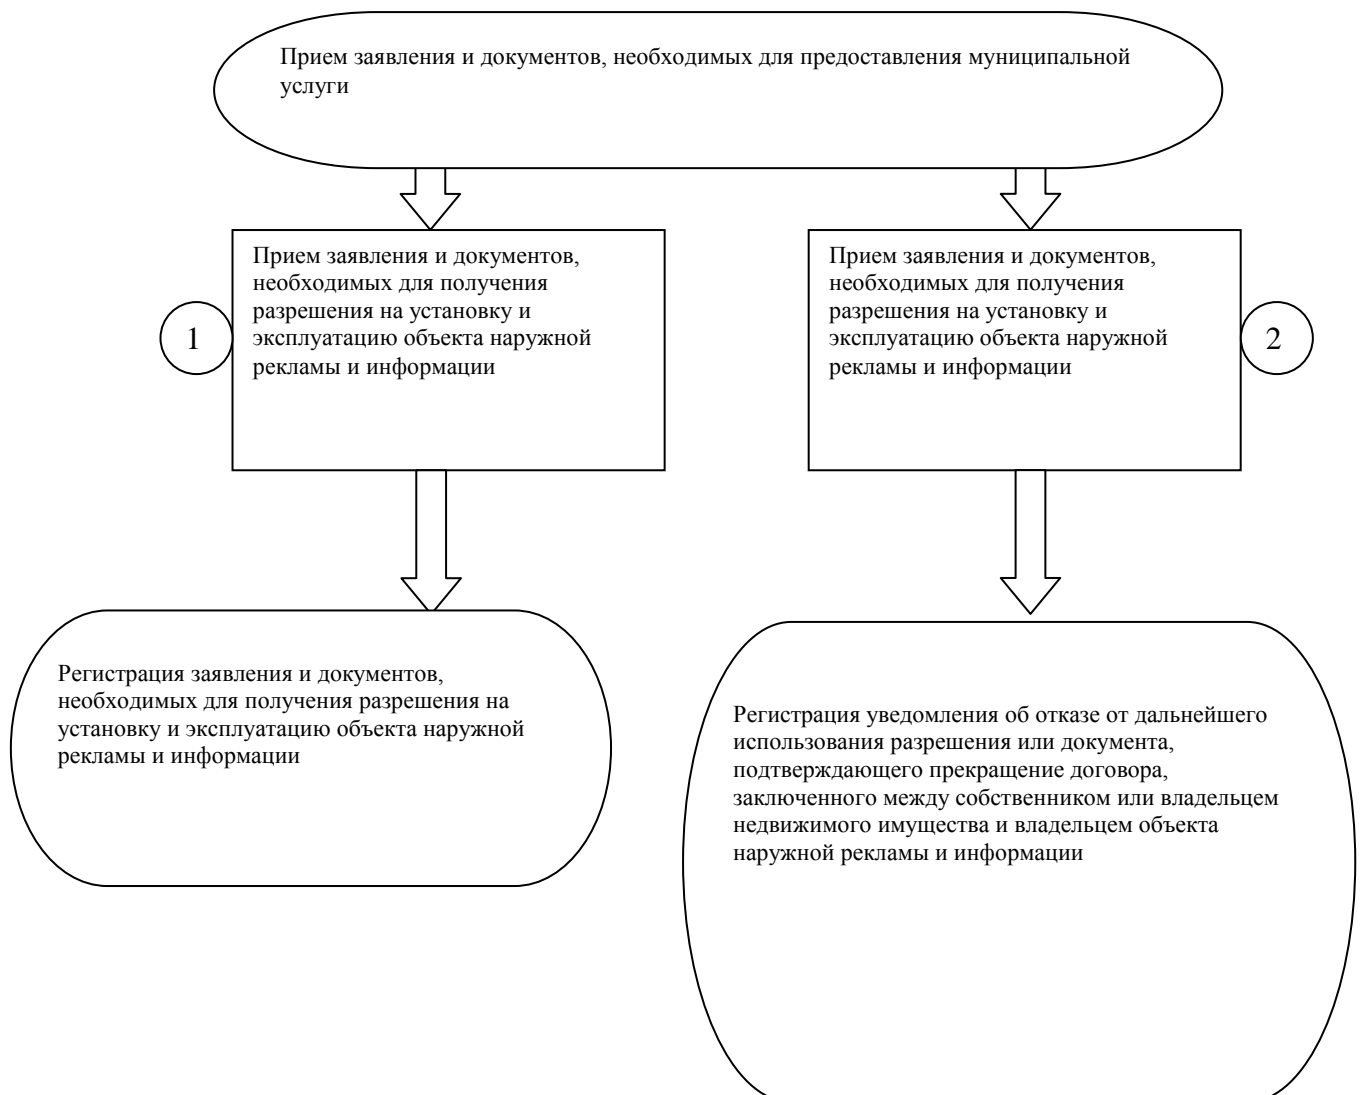 Прием заявления и документов, необходимых для предоставления муниципальной
услуги
Прием заявления и документов,
необходимых для получения
разрешения на установку и
эксплуатацию объекта наружной
рекламы и информации
1
Прием заявления и документов,
необходимых для получения
разрешения на установку и
эксплуатацию объекта наружной
рекламы и информации
2
Регистрация заявления и документов,
необходимых для получения разрешения на
установку и эксплуатацию объекта наружной
рекламы и информации
Регистрация уведомления об отказе от дальнейшего
использования разрешения или документа,
подтверждающего прекращение договора,
заключенного между собственником или владельцем
недвижимого имущества и владельцем объекта
наружной рекламы и информации